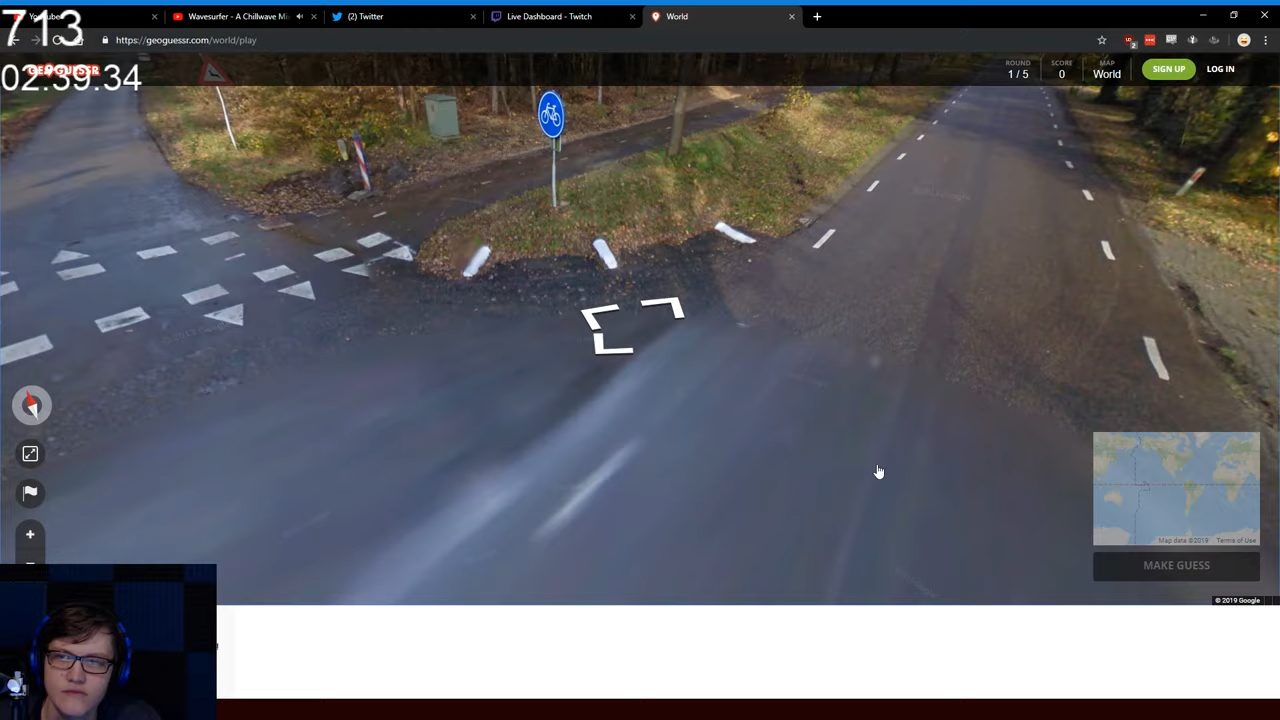 713
02:39:34
Wavesurfer - A Chillwave Mi
(2) Twitter
Live Dashboard - Twitch
World
https://geoguessr.com/world/play
GEOGUESSR
ROUND
1 / 5
SCORE
0
MAP
World
SIGN UP
LOG IN
Map data ©2019
Terms of Use
MAKE GUESS
© 2019 Google